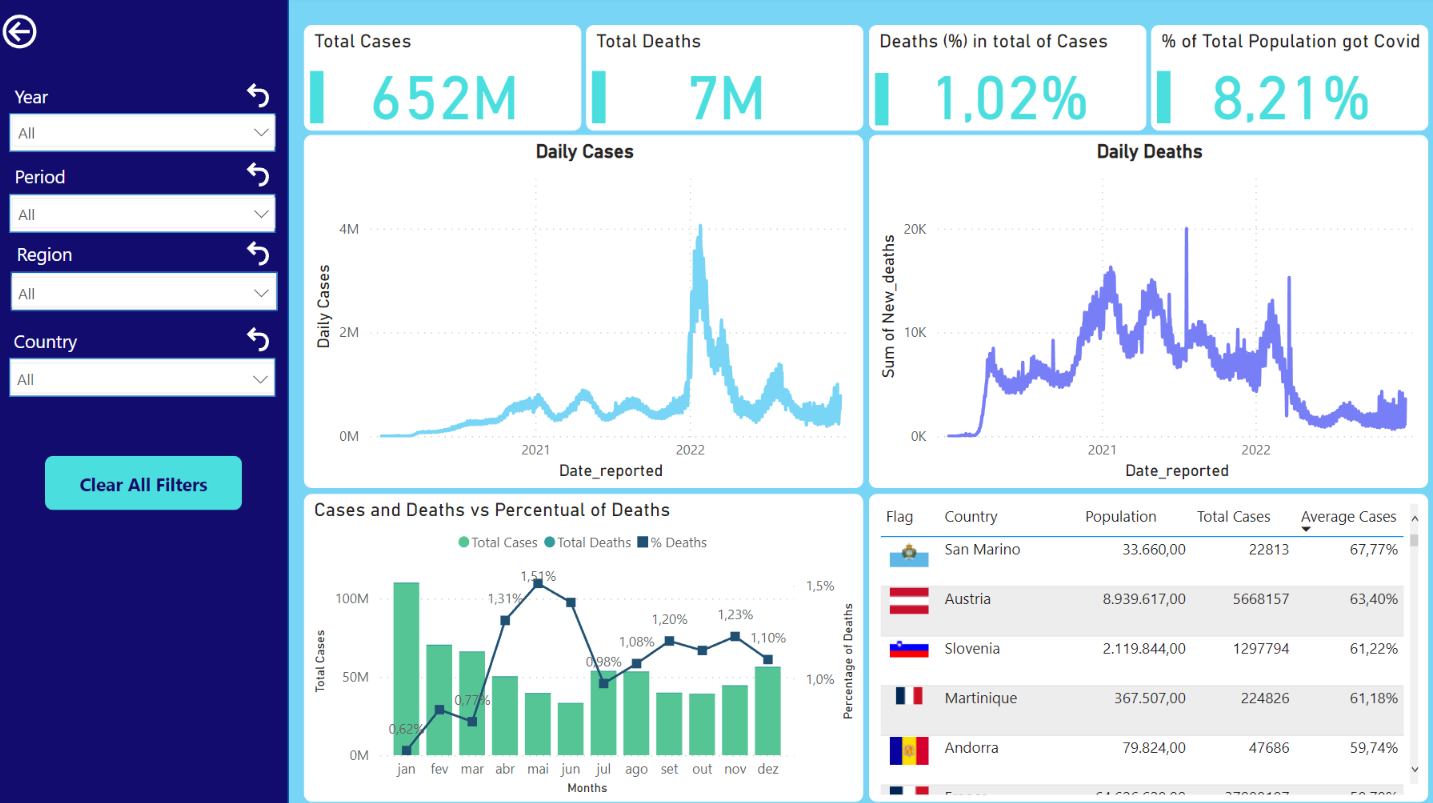 Year
All
Period
All
Region
All
Country
All
Clear All Filters
Total Cases
652M
Total Deaths
7M
Deaths (%) in total of Cases
1,02%
% of Total Population got Covid
8,21%
Daily Cases
Daily Cases
4M
2M
0M
2021 2022
Date_reported
Daily Deaths
Sum of New_deaths
20K
10K
0K
2021 2022
Date_reported
Cases and Deaths vs Percentual of Deaths
Total Cases Total Deaths % Deaths
Total Cases
100M
50M
0M
0,62%
0,77%
1,31%
1,51%
0,98%
1,08%
1,20%
1,23%
1,10%
1,5%
1,0%
Percentage of Deaths
jan fev mar abr mai jun jul ago set out nov dez
Months
Flag Country Population Total Cases Average Cases
San Marino 33.660,00 22813 67,77%
Austria 8.939.617,00 5668157 63,40%
Slovenia 2.119.844,00 1297794 61,22%
Martinique 367.507,00 224826 61,18%
Andorra 79.824,00 47686 59,74%